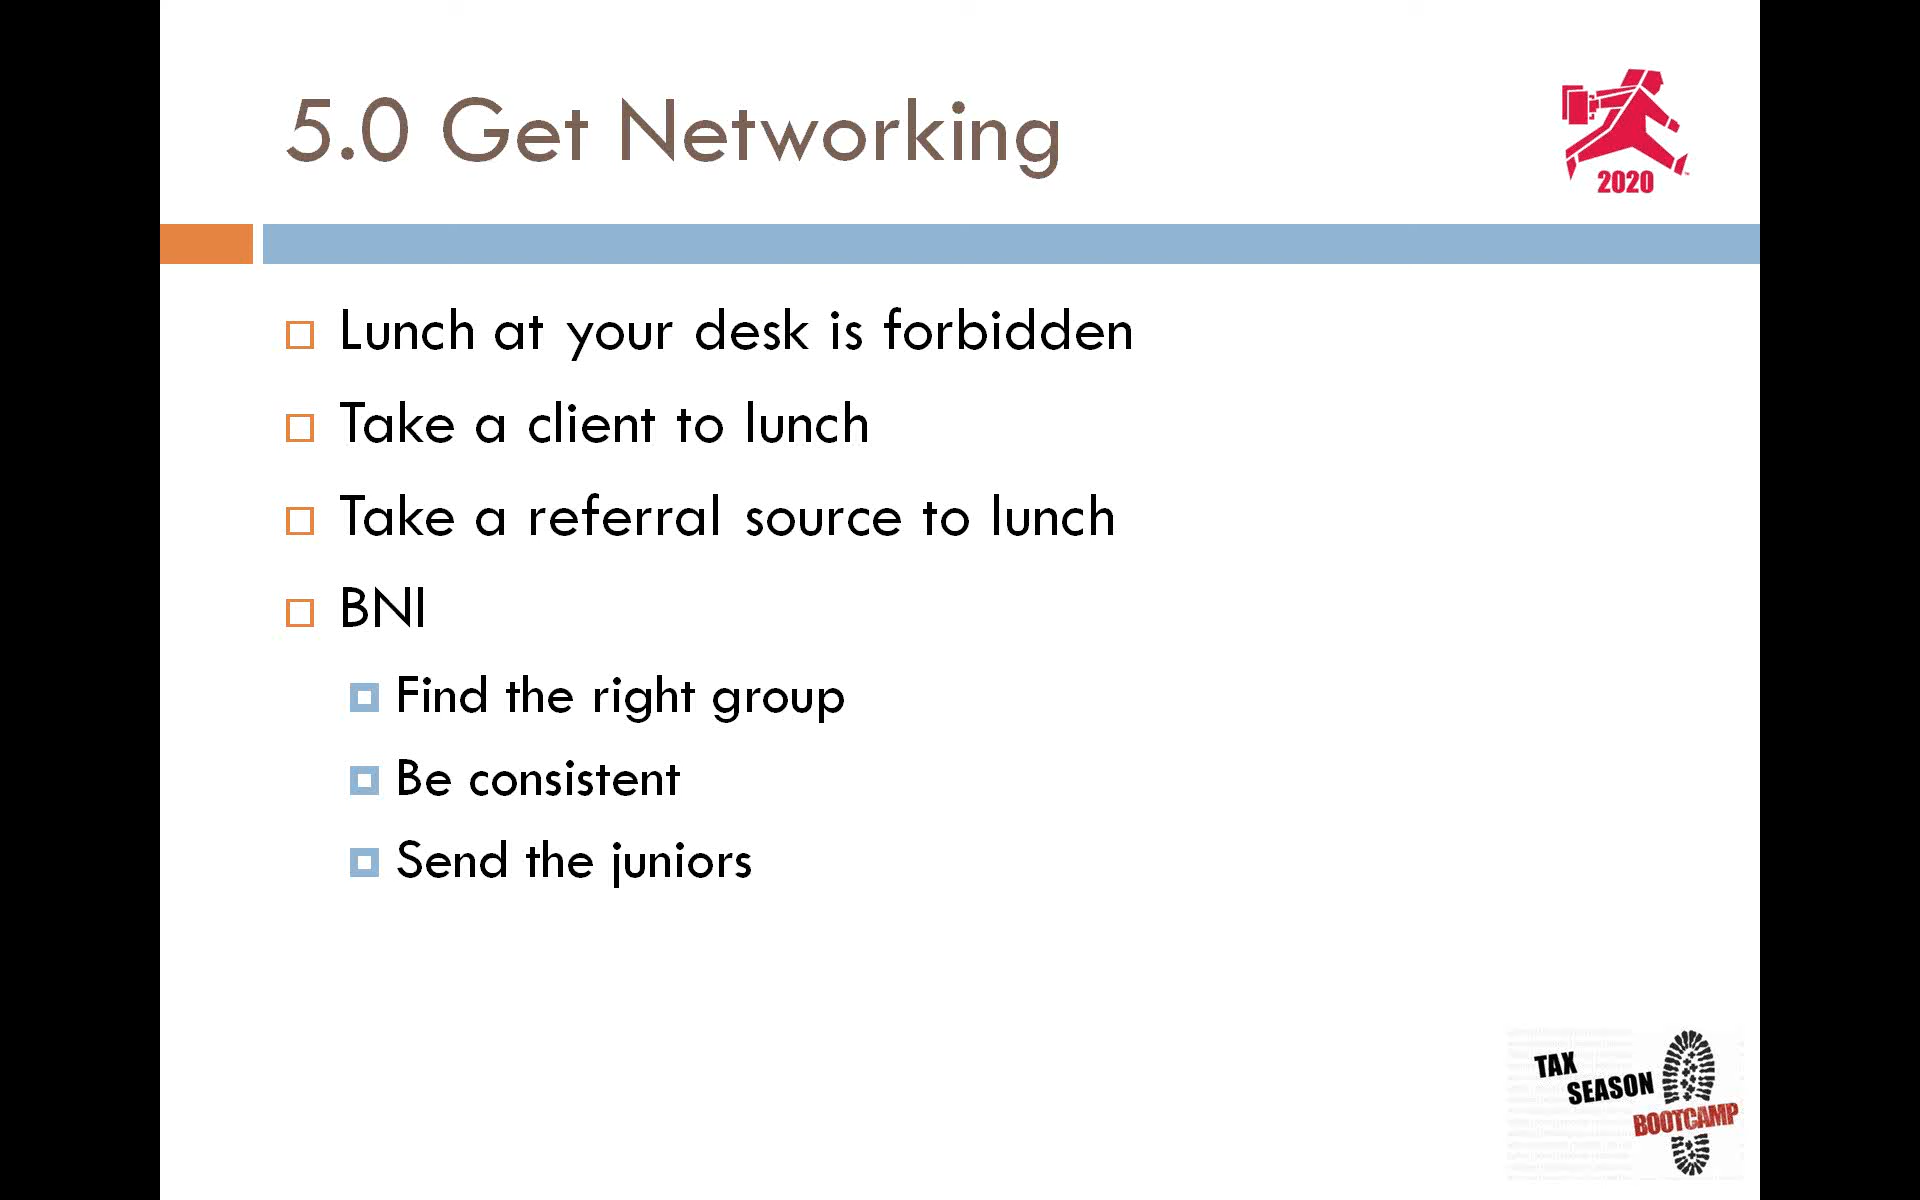 5.0 Get Networking
2020
Lunch at your desk is forbidden
Take a client to lunch
Take a referral source to lunch
BNI
Find the right group
Be consistent
Send the juniors
TAX
SEASON
BOOTCAMP